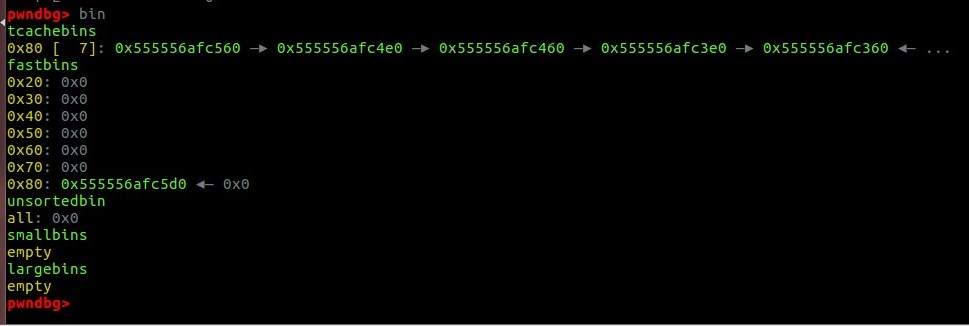 pwndbg> bin
tcachebins
0x80 [  7]: 0x555556afc560 —▸ 0x555556afc4e0 —▸ 0x555556afc460 —▸ 0x555556afc3e0 —▸ 0x555556afc360 ◂— ...
fastbins
0x20: 0x0
0x30: 0x0
0x40: 0x0
0x50: 0x0
0x60: 0x0
0x70: 0x0
0x80: 0x555556afc5d0 ◂— 0x0
unsortedbin
all: 0x0
smallbins
empty
largebins
empty
pwndbg>